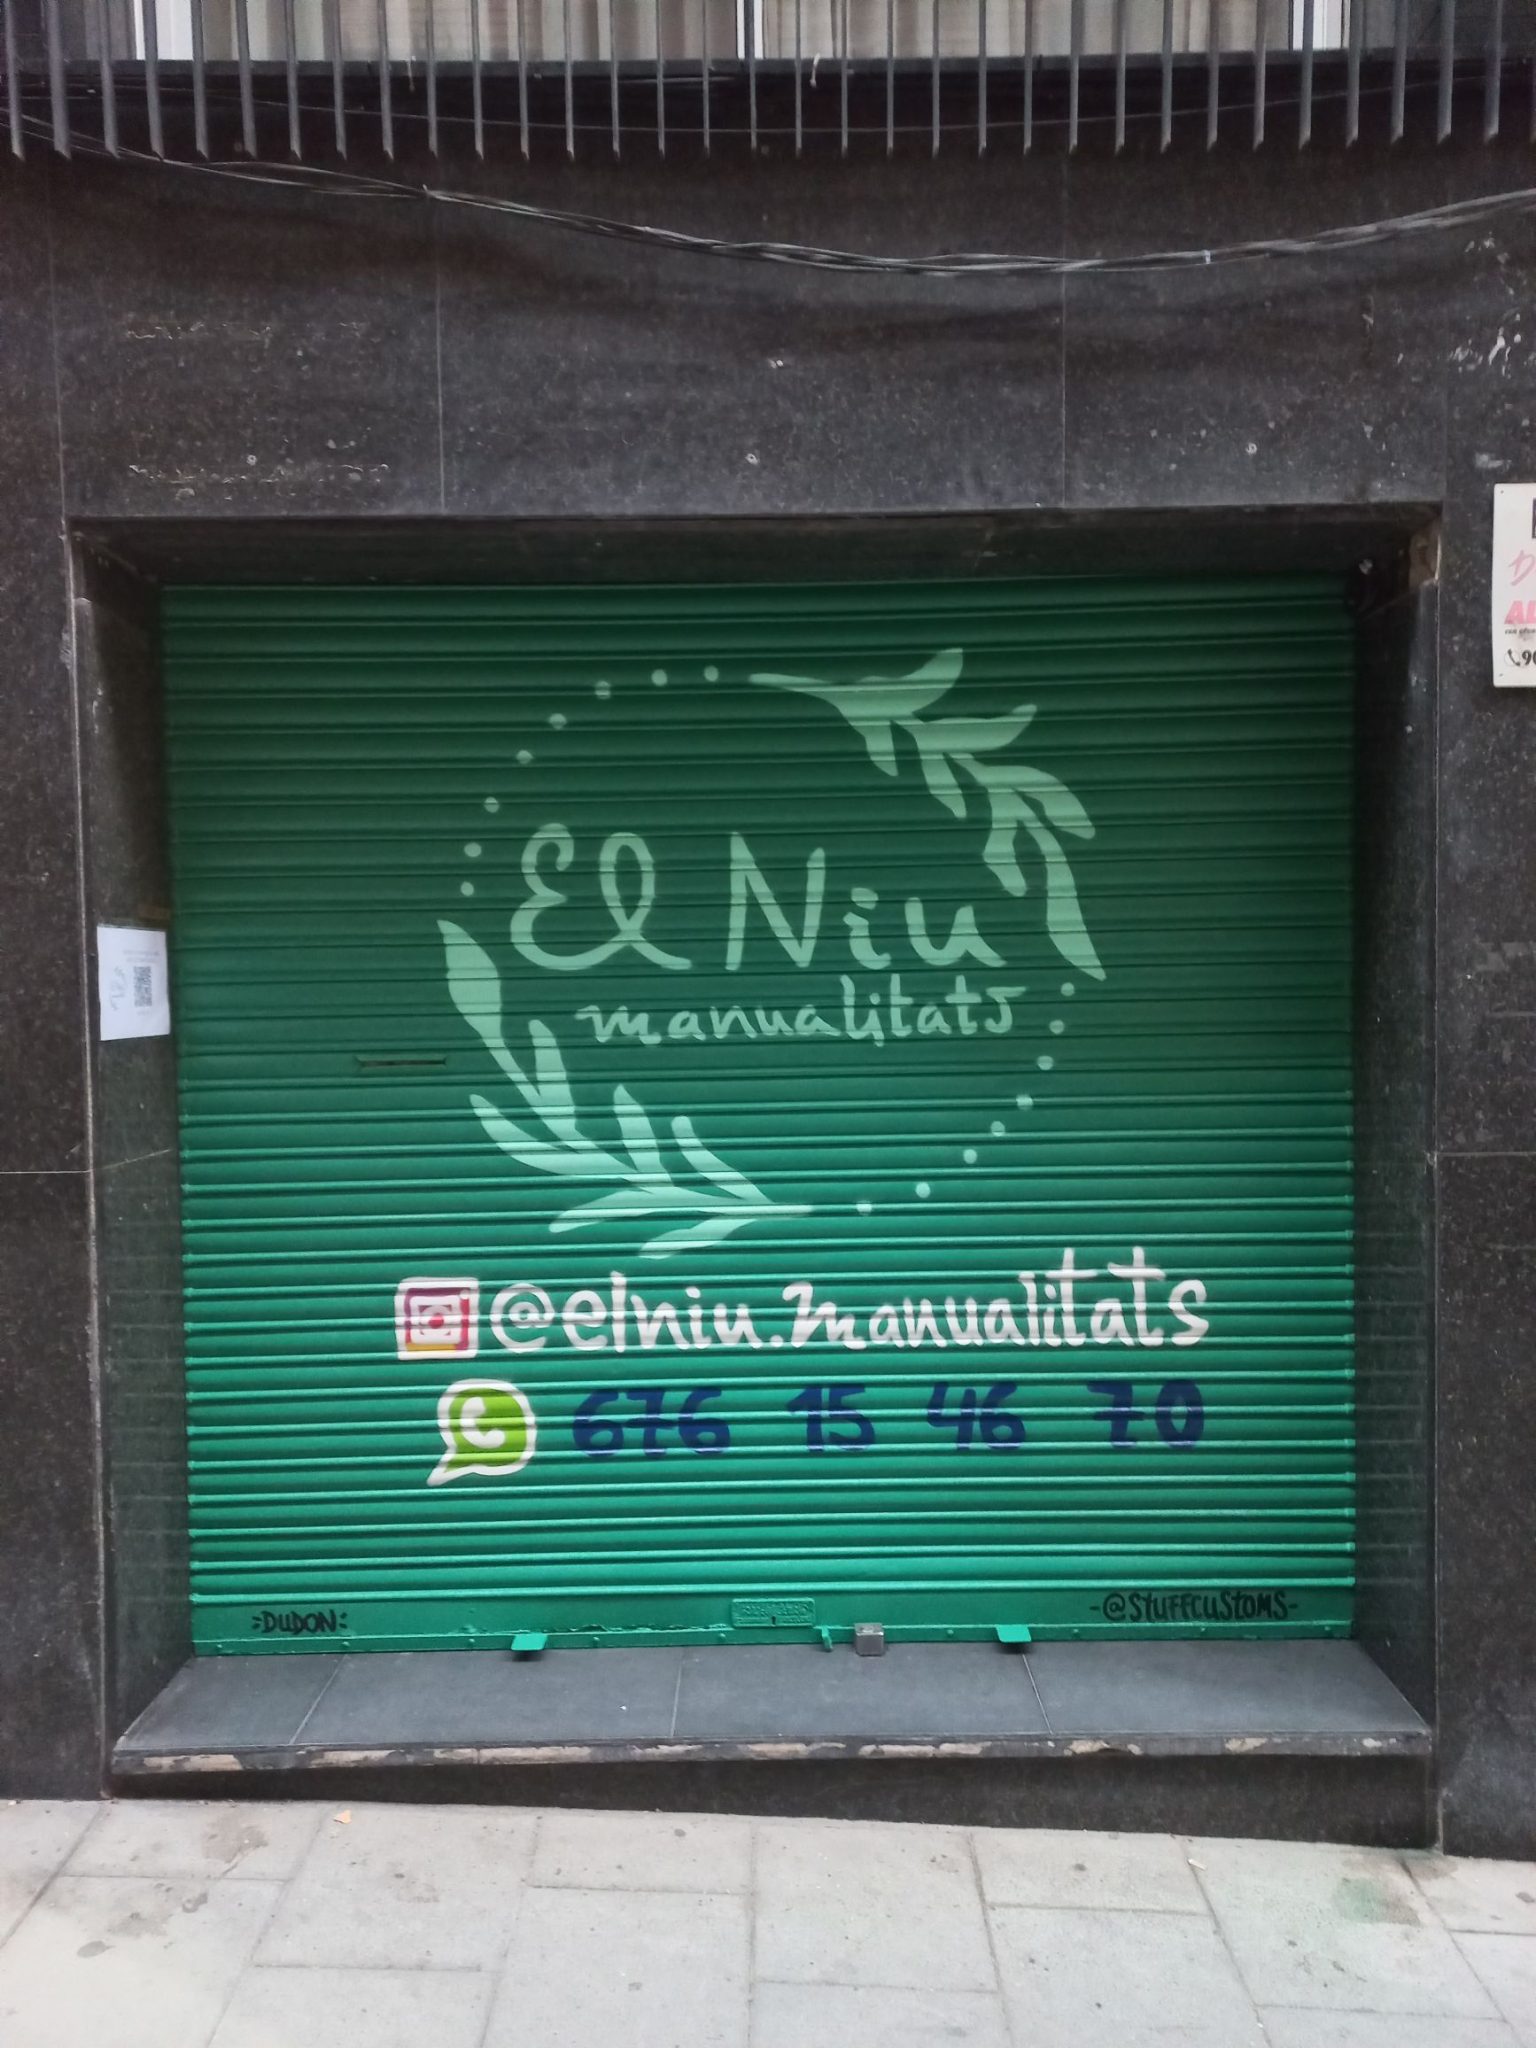 El Niu
manualitats
@elniu.manualitats
676 15 46 70
DUDON
-@STUFFCUSTOMS-